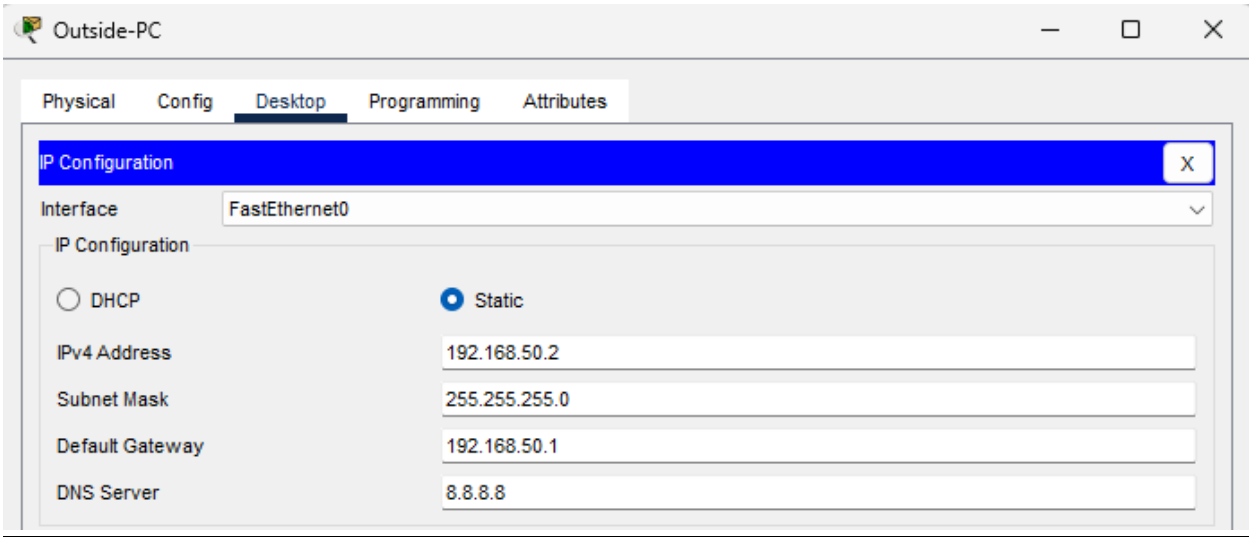 Outside-PC
Physical Config Desktop Programming Attributes
IP Configuration X
Interface FastEthernet0
IP Configuration
DHCP Static
IPv4 Address 192.168.50.2
Subnet Mask 255.255.255.0
Default Gateway 192.168.50.1
DNS Server 8.8.8.8